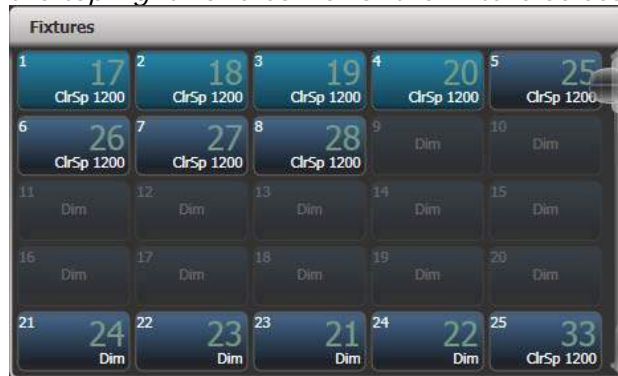 Fixtures
1 17 2 18 3 19 4 20 5 25
ClrSp 1200 ClrSp 1200 ClrSp 1200 ClrSp 1200 ClrSp 1200
6 26 7 27 8 28 9 10
ClrSp 1200 ClrSp 1200 ClrSp 1200 Dim Dim
11 12 13 14 15
Dim Dim Dim Dim Dim
16 17 18 19 20
Dim Dim Dim Dim Dim
21 24 22 23 23 21 24 22 25 33
Dim Dim Dim Dim ClrSp 1200